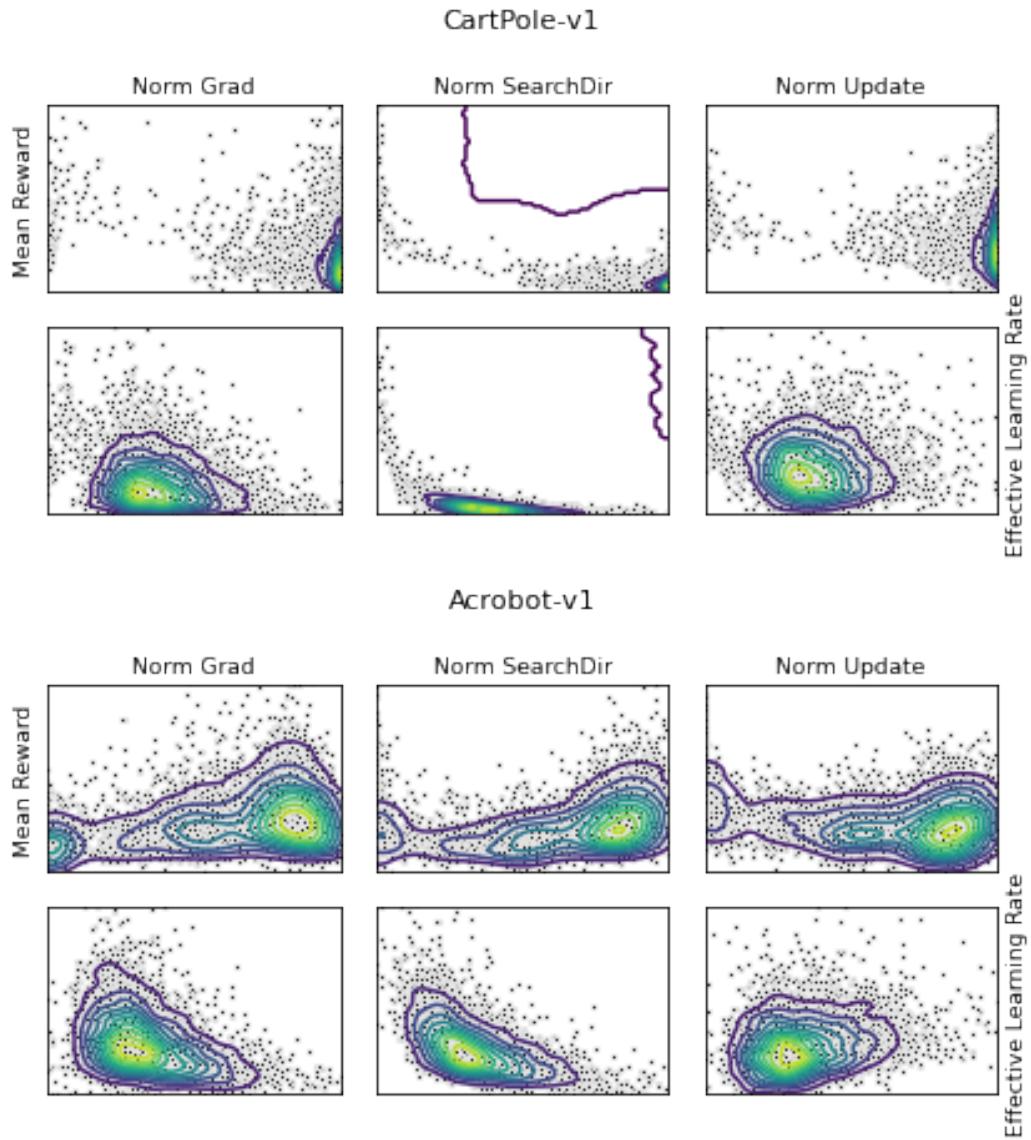 CartPole-v1
Norm Grad
Norm SearchDir
Norm Update
Mean Reward
Effective Learning Rate
Acrobot-v1
Norm Grad
Norm SearchDir
Norm Update
Mean Reward
Effective Learning Rate